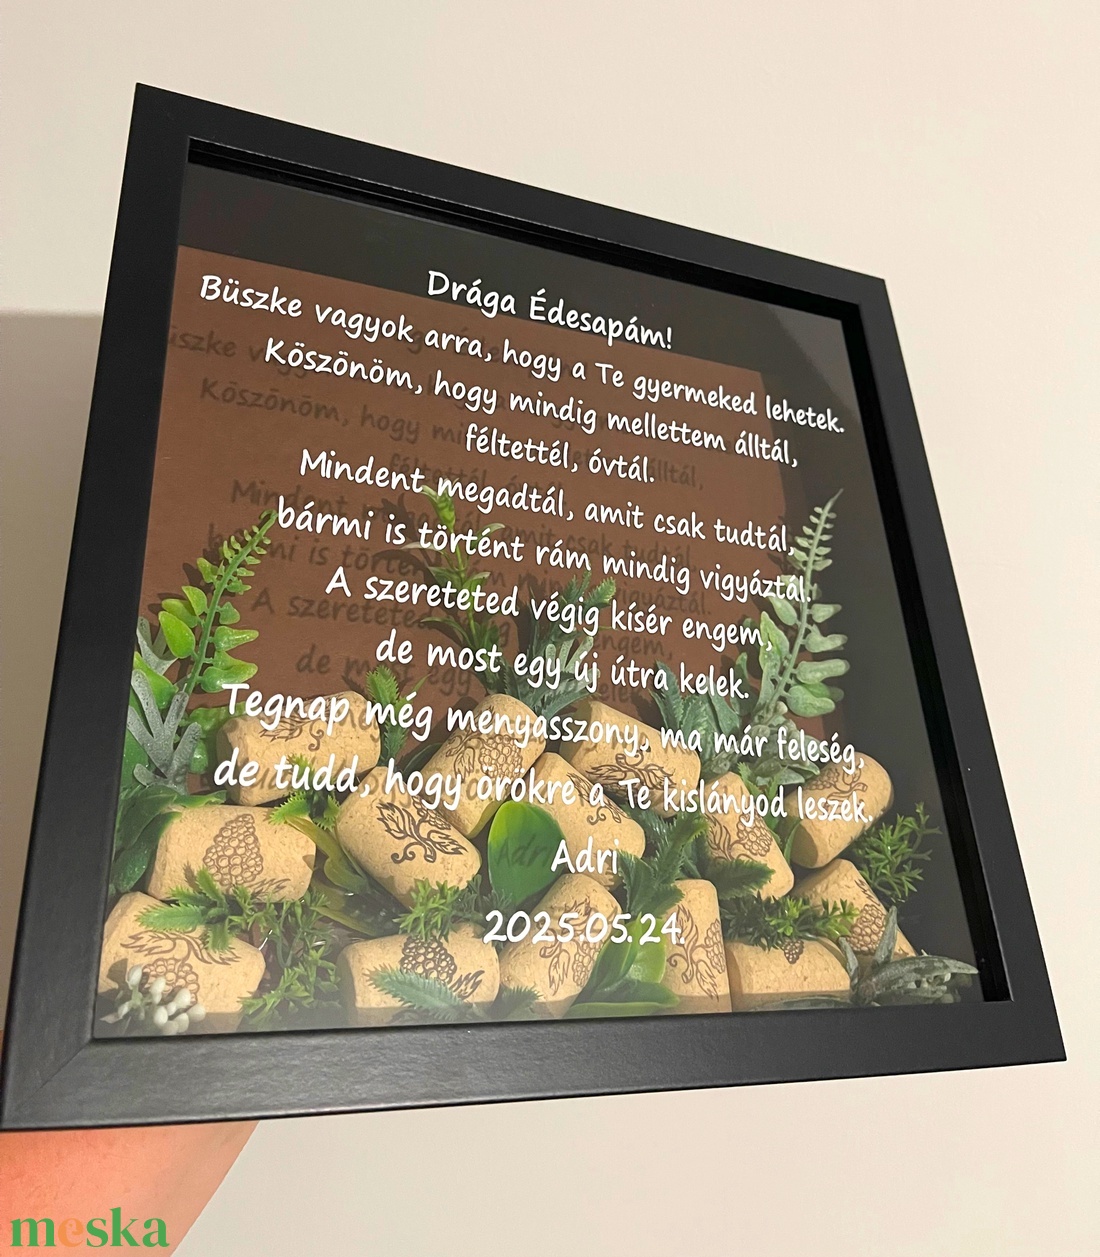 Drága Édesapám!
Büszke vagyok arra, hogy a Te gyermeked lehetek.
Köszönöm, hogy mindig mellettem álltál,
féltettél, óvtál.
Mindent megadtál, amit csak tudtál,
bármi is történt rám mindig vigyáztál.
A szereteted végig kísér engem,
de most egy új útra kelek.
Tegnap még menyasszony, ma már feleség,
de tudd, hogy örökre a Te kislányod leszek.
Adri
2025.05.24.
meska